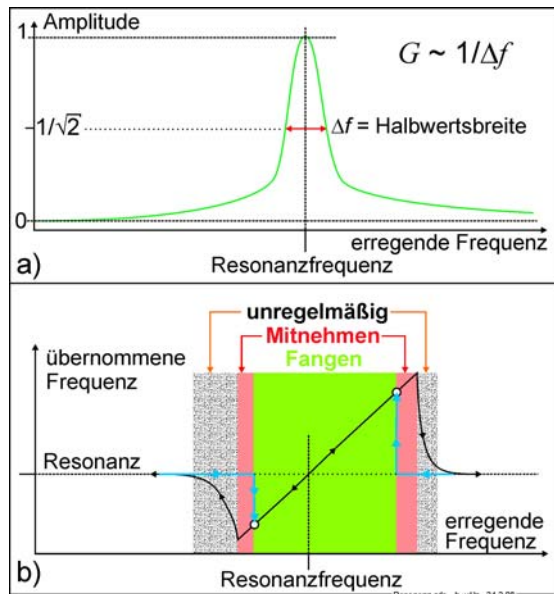 Amplitude
1
G ~ 1/Δf
1/√2
Δf = Halbwertsbreite
0
erregende Frequenz
Resonanzfrequenz
a)
unregelmäßig
Mitnehmen
Fangen
übernommene
Frequenz
Resonanz
erregende
Frequenz
Resonanzfrequenz
b)